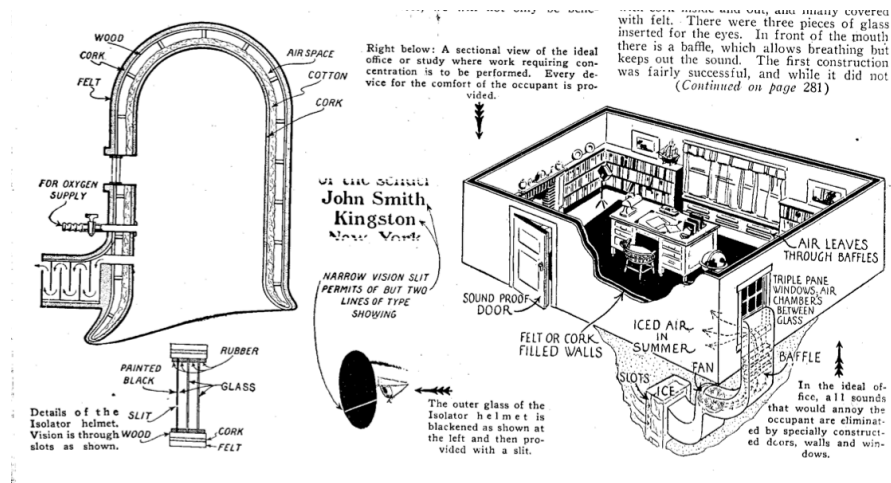 with cork inside and out, and finally covered
with felt. There were three pieces of glass
inserted for the eyes. In front of the mouth
there is a baffle, which allows breathing but
keeps out the sound. The first construction
was fairly successful, and while it did not
(Continued on page 281)
Right below: A sectional view of the ideal
office or study where work requiring con-
centration is to be performed. Every de-
vice for the comfort of the occupant is pro-
vided.
WOOD
CORK
FELT
AIR SPACE
COTTON
CORK
FOR OXYGEN
SUPPLY
John Smith
Kingston
New York
NARROW VISION SLIT
PERMITS OF BUT TWO
LINES OF TYPE
SHOWING
RUBBER
PAINTED
BLACK
GLASS
SLIT
WOOD
CORK
FELT
Details of the
Isolator helmet.
Vision is through
slots as shown.
The outer glass of the
Isolator helmet is
blackened as shown at
the left and then pro-
vided with a slit.
SOUND PROOF
DOOR
FELT OR CORK
FILLED WALLS
AIR LEAVES
THROUGH BAFFLES
TRIPLE PANE
WINDOWS: AIR
CHAMBERS
BETWEEN
GLASS
ICED AIR
IN
SUMMER
BAFFLE
FAN
SLOTS
ICE
In the ideal of-
fice, all sounds
that would annoy the
occupant are eliminat-
ed by specially construct-
ed doors, walls and win-
dows.